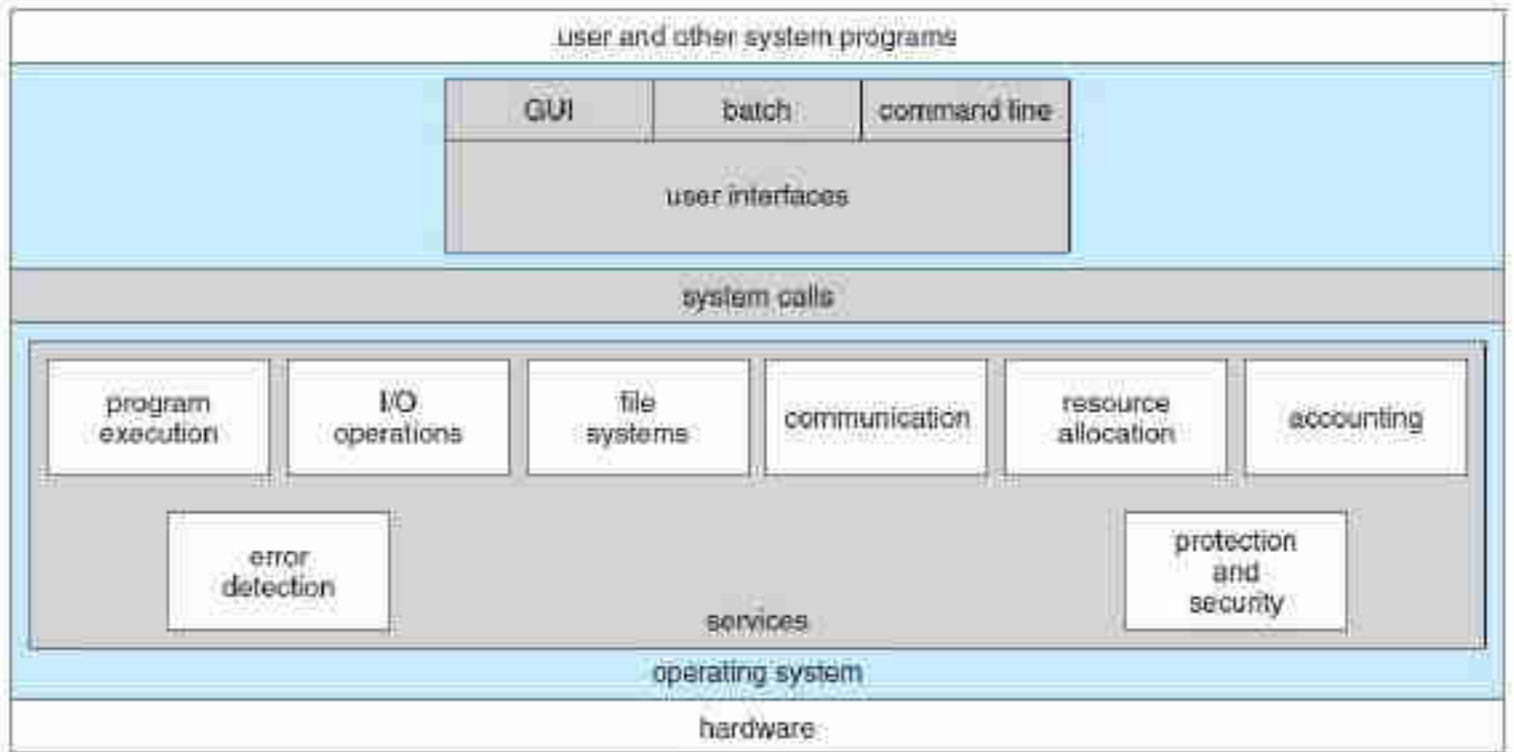 user and other system programs
GUI
batch
command line
user interfaces
system calls
program
execution
I/O
operations
file
systems
communication
resource
allocation
accounting
error
detection
protection
and
security
services
operating system
hardware